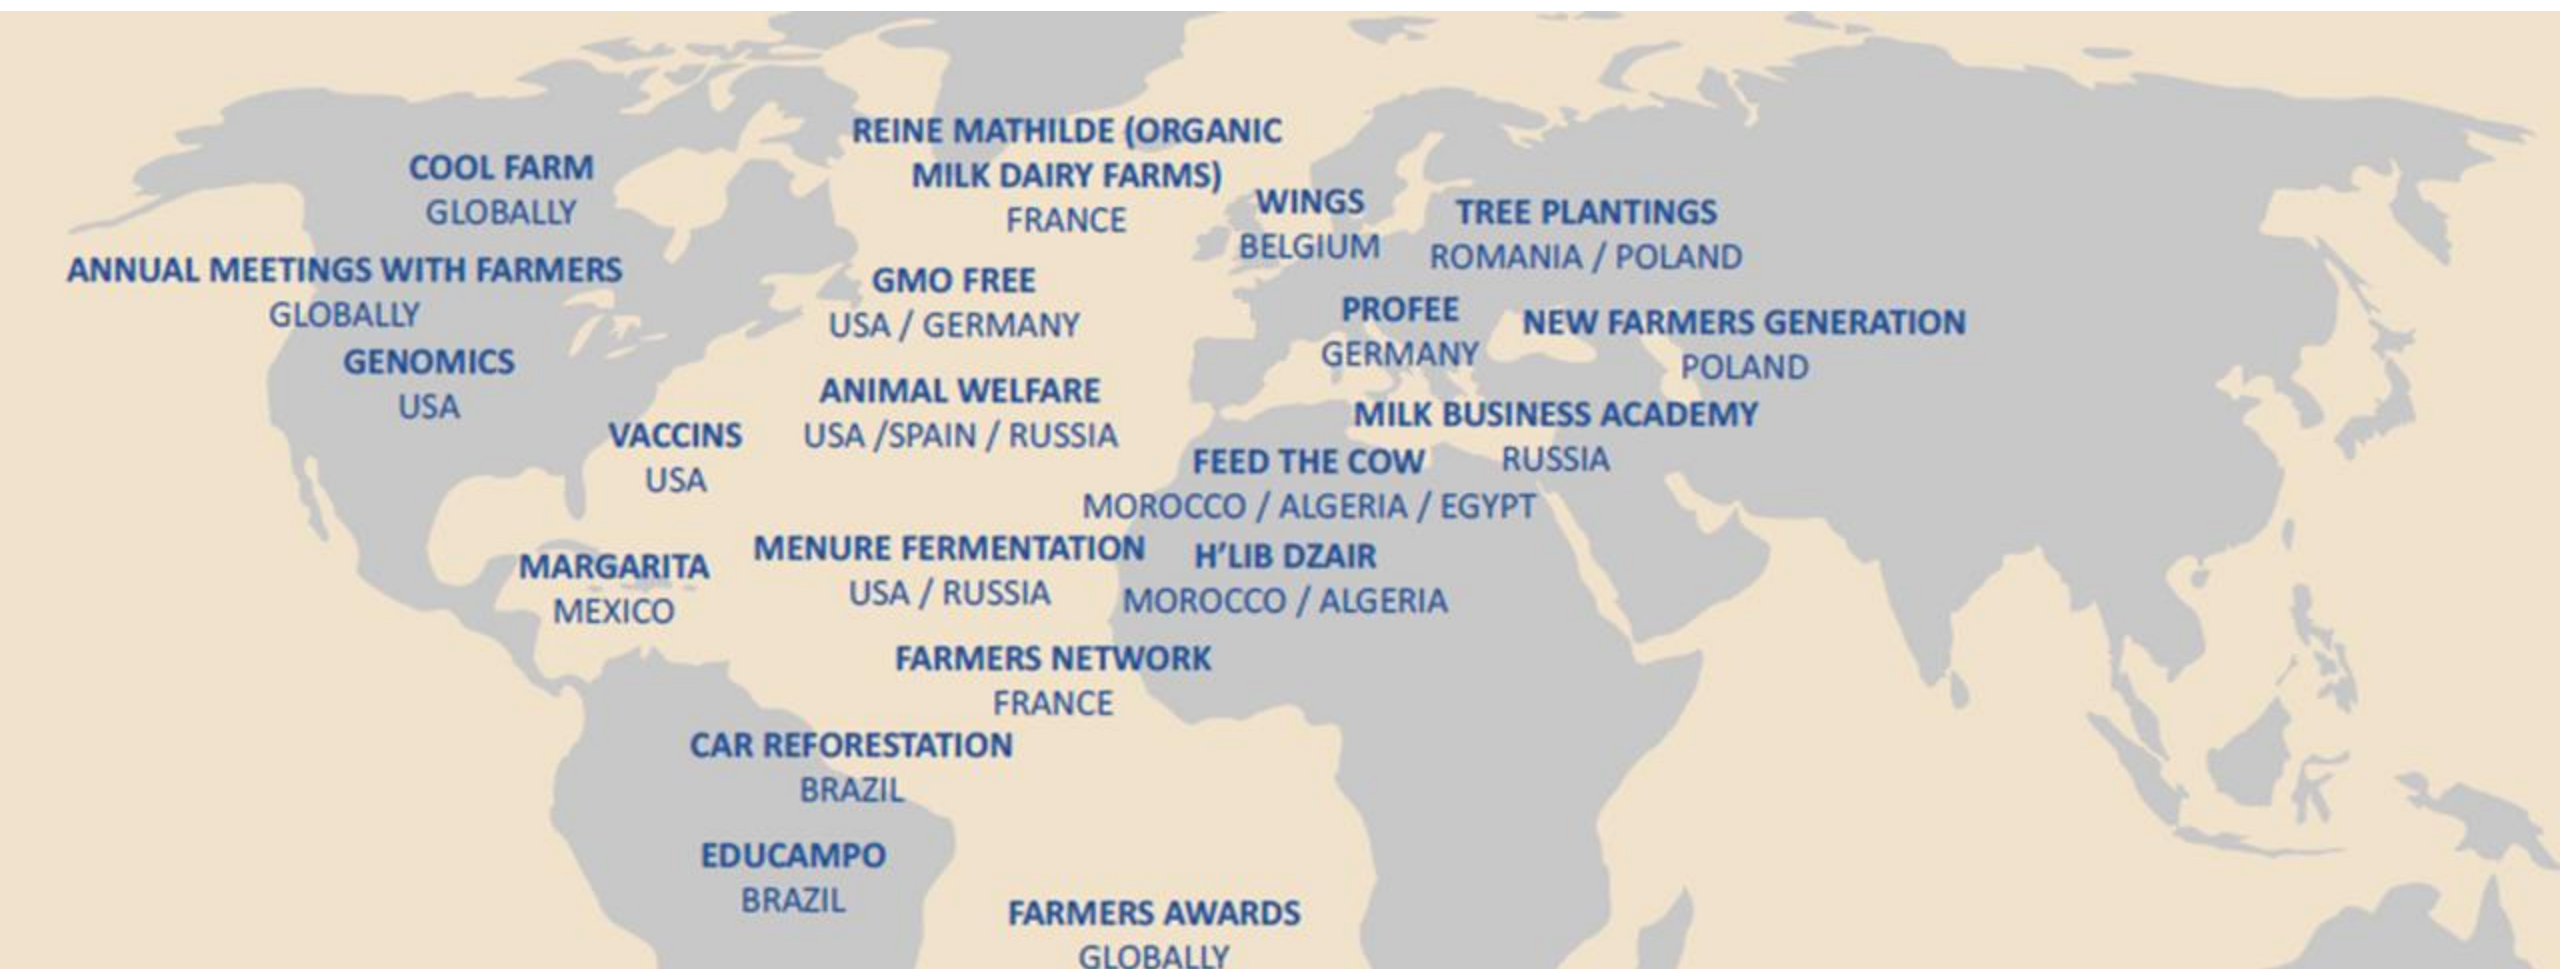 COOL FARM
GLOBALLY
ANNUAL MEETINGS WITH FARMERS
GLOBALLY
GENOMICS
USA
VACCINS
USA
MARGARITA
MEXICO
REINE MATHILDE (ORGANIC
MILK DAIRY FARMS)
FRANCE
GMO FREE
USA / GERMANY
ANIMAL WELFARE
USA /SPAIN / RUSSIA
MENURE FERMENTATION
USA / RUSSIA
FARMERS NETWORK
FRANCE
CAR REFORESTATION
BRAZIL
EDUCAMPO
BRAZIL
FARMERS AWARDS
GLOBALLY
WINGS
BELGIUM
TREE PLANTINGS
ROMANIA / POLAND
PROFEE
GERMANY
NEW FARMERS GENERATION
POLAND
MILK BUSINESS ACADEMY
RUSSIA
FEED THE COW
MOROCCO / ALGERIA / EGYPT
H’LIB DZAIR
MOROCCO / ALGERIA